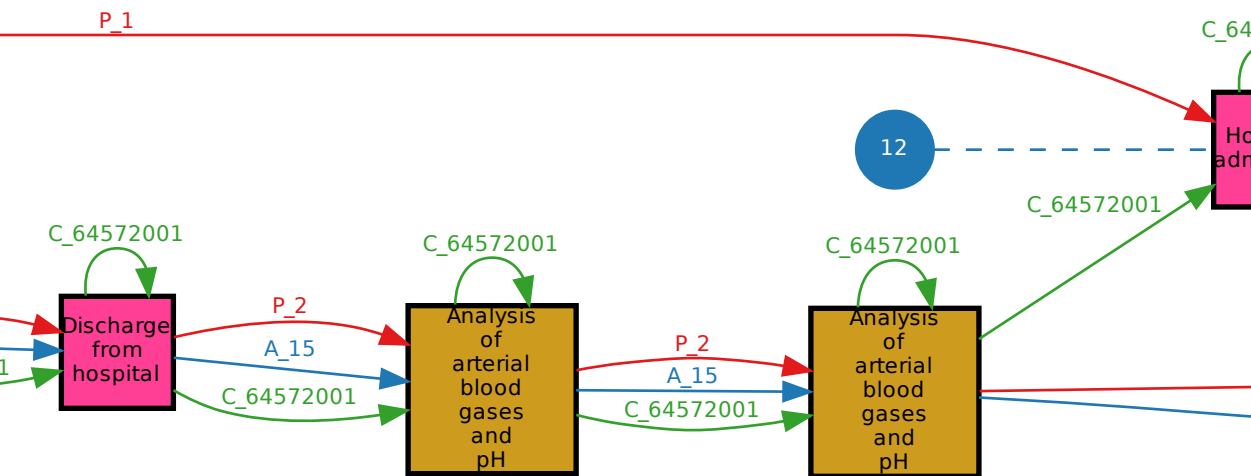 P_1
C_64
12
Ho
adm
C_64572001
C_64572001
C_64572001
C_64572001
Discharge
from
hospital
P_2
A_15
C_64572001
Analysis
of
arterial
blood
gases
and
pH
P_2
A_15
C_64572001
Analysis
of
arterial
blood
gases
and
pH
1